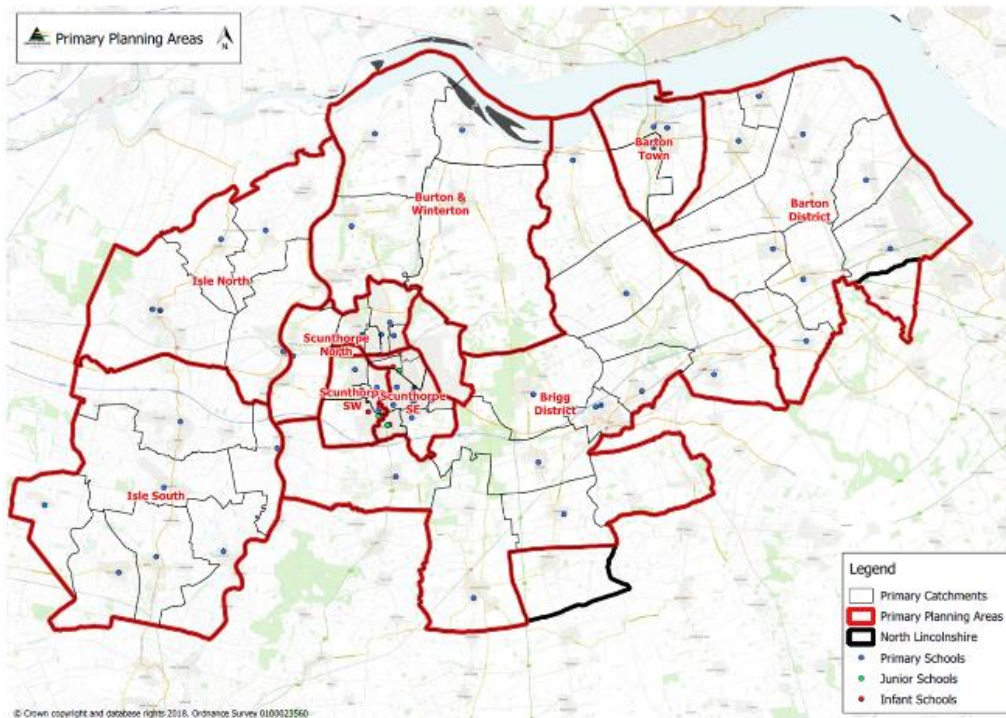 Primary Planning Areas
N
Barton
Town
Burton &
Winterton
Barton
District
Isle North
Scunthorpe
North
Scunthorpe
SW
Scunthorpe
SE
Brigg
District
Isle South
Legend
Primary Catchments
Primary Planning Areas
North Lincolnshire
Primary Schools
Junior Schools
Infant Schools
© Crown copyright and database rights 2018. Ordnance Survey 0100023560